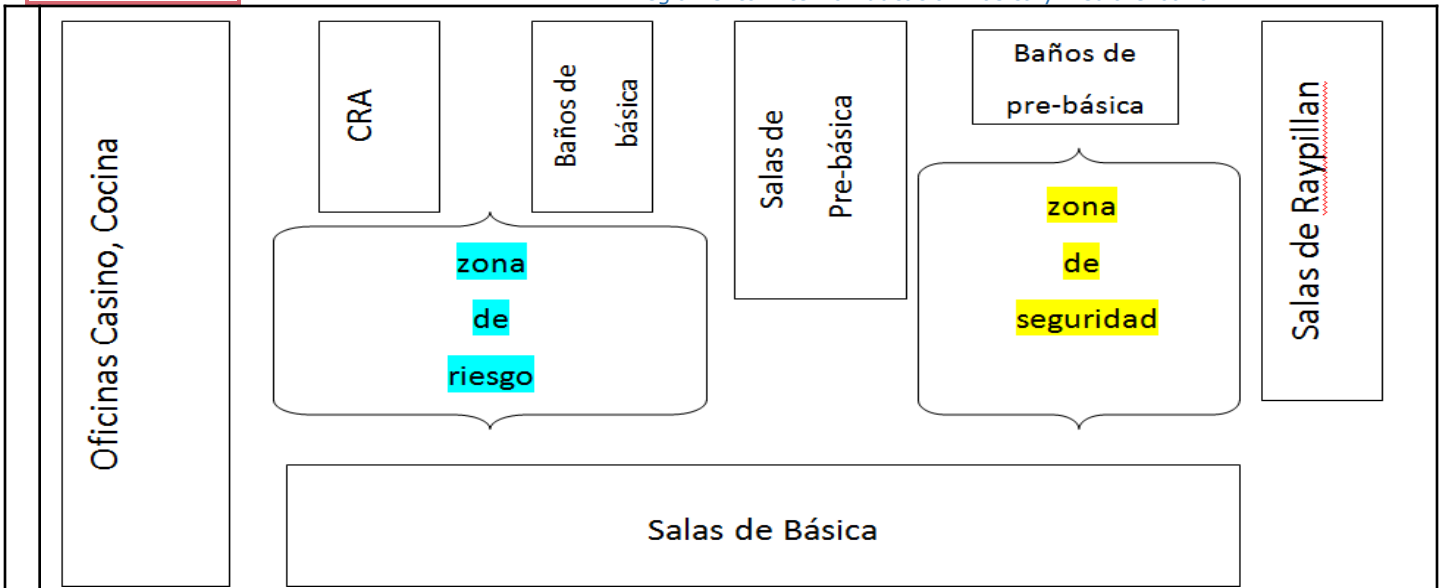 Oficinas Casino, Cocina
CRA
Baños de
básica
Salas de
Pre-básica
Baños de
pre-básica
Salas de Raypillan
zona
de
riesgo
zona
de
seguridad
Salas de Básica